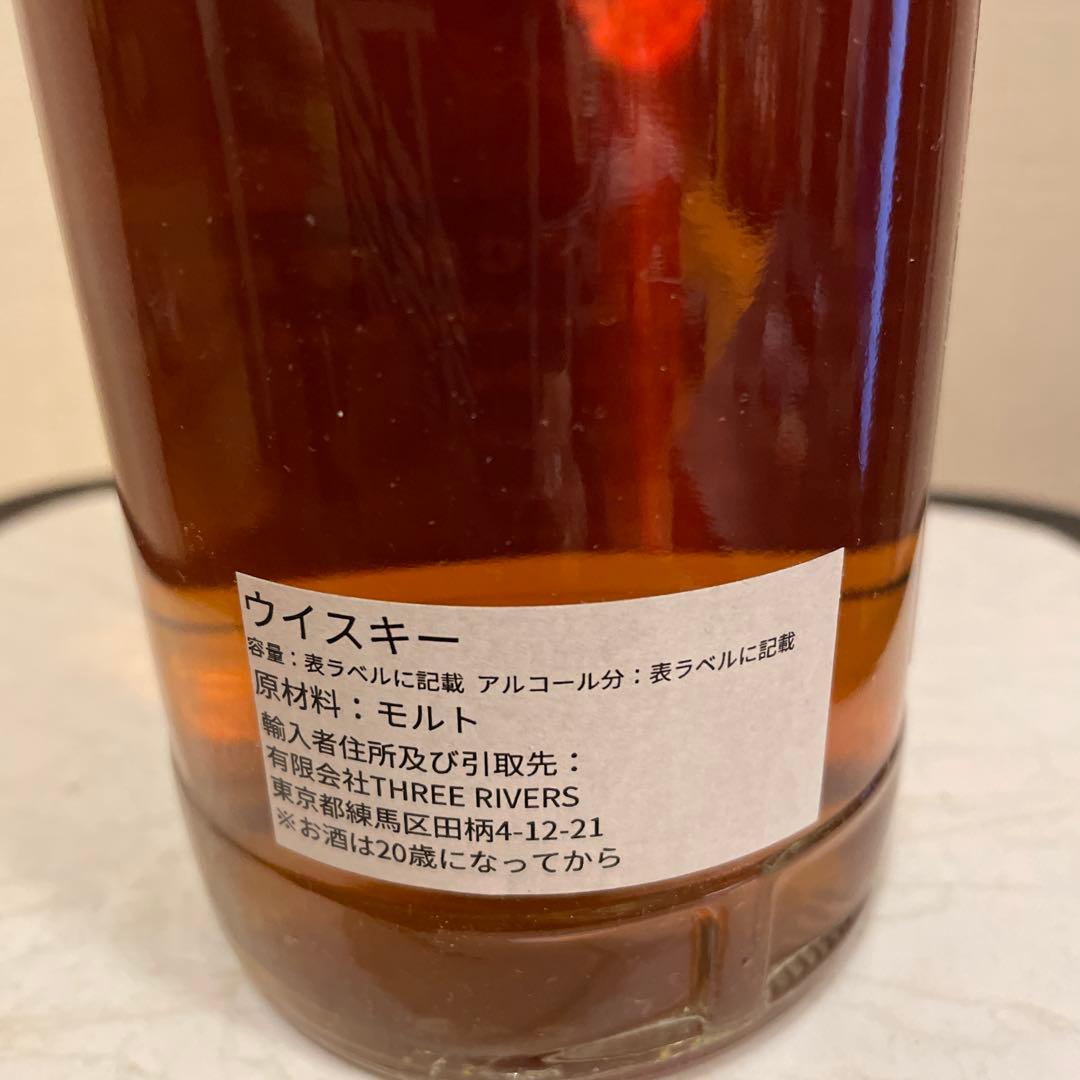 ウイスキー
容量：表ラベルに記載 アルコール分：表ラベルに記載
原材料：モルト
輸入者住所及び引取先：
有限会社THREE RIVERS
東京都練馬区田柄4-12-21
※お酒は20歳になってから